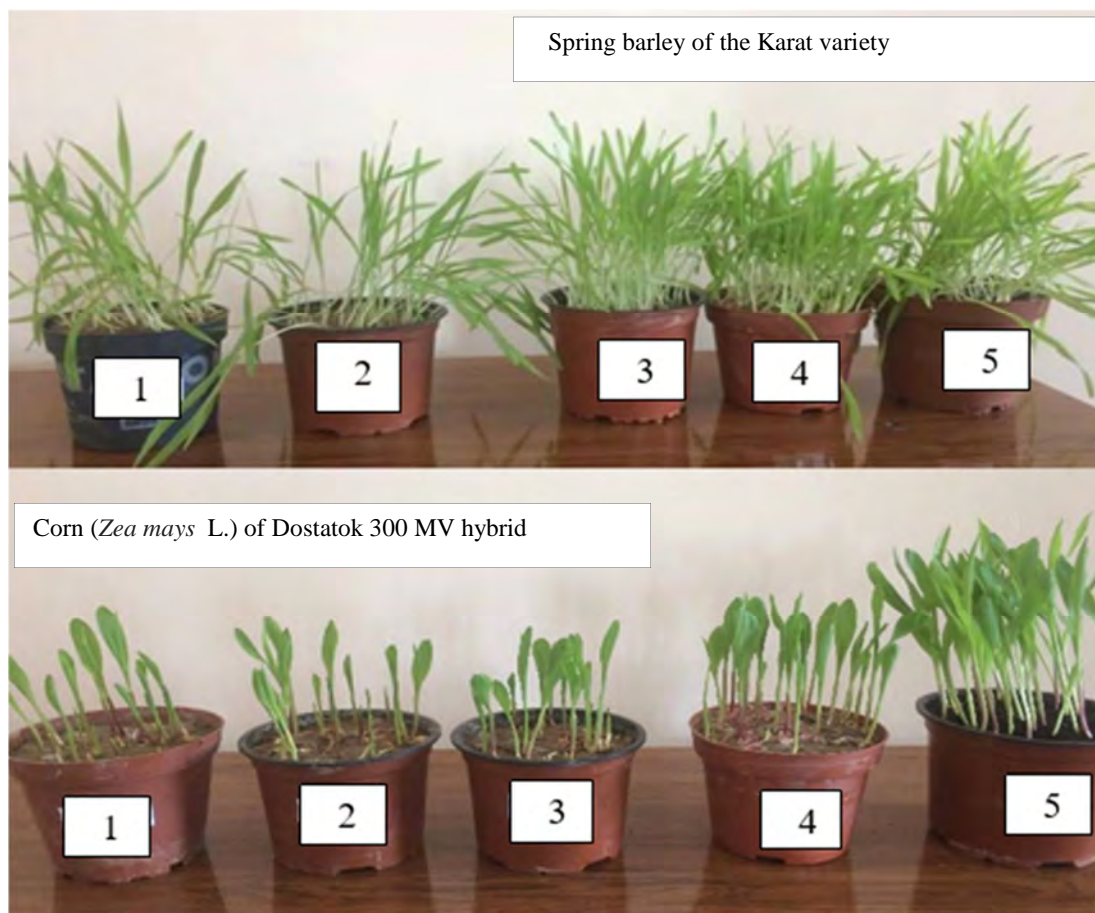 Spring barley of the Karat variety
1 2 3 4 5
Corn (Zea mays L.) of Dostatok 300 MV hybrid
1 2 3 4 5